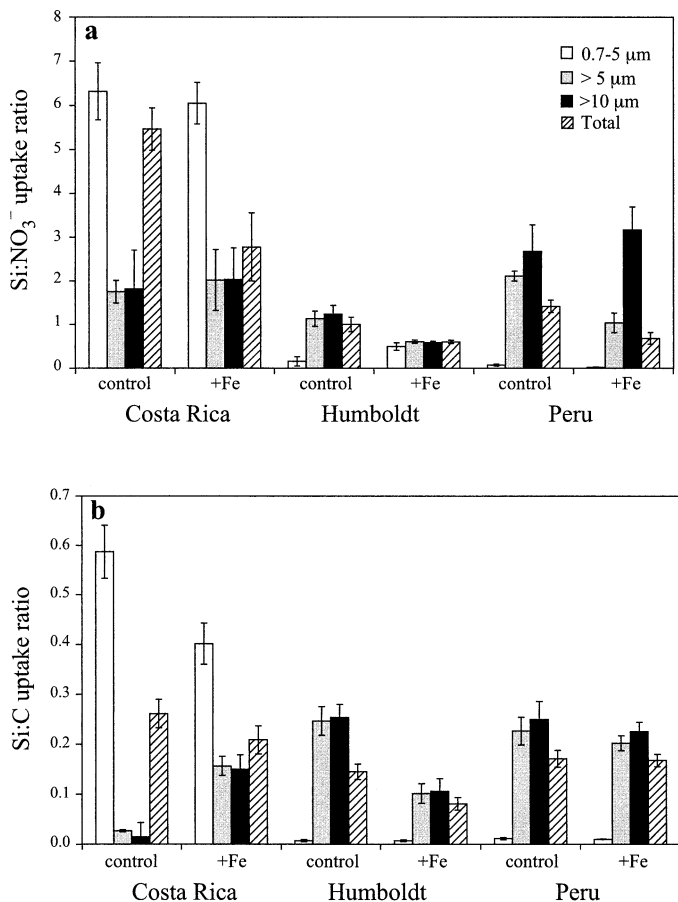 a
8
7
6
5
4
3
2
1
0
Si:NO₃⁻ uptake ratio
0.7-5 μm
> 5 μm
>10 μm
Total
control +Fe control +Fe control +Fe
Costa Rica Humboldt Peru
b
0.7
0.6
0.5
0.4
0.3
0.2
0.1
0.0
Si:C uptake ratio
control +Fe control +Fe control +Fe
Costa Rica Humboldt Peru